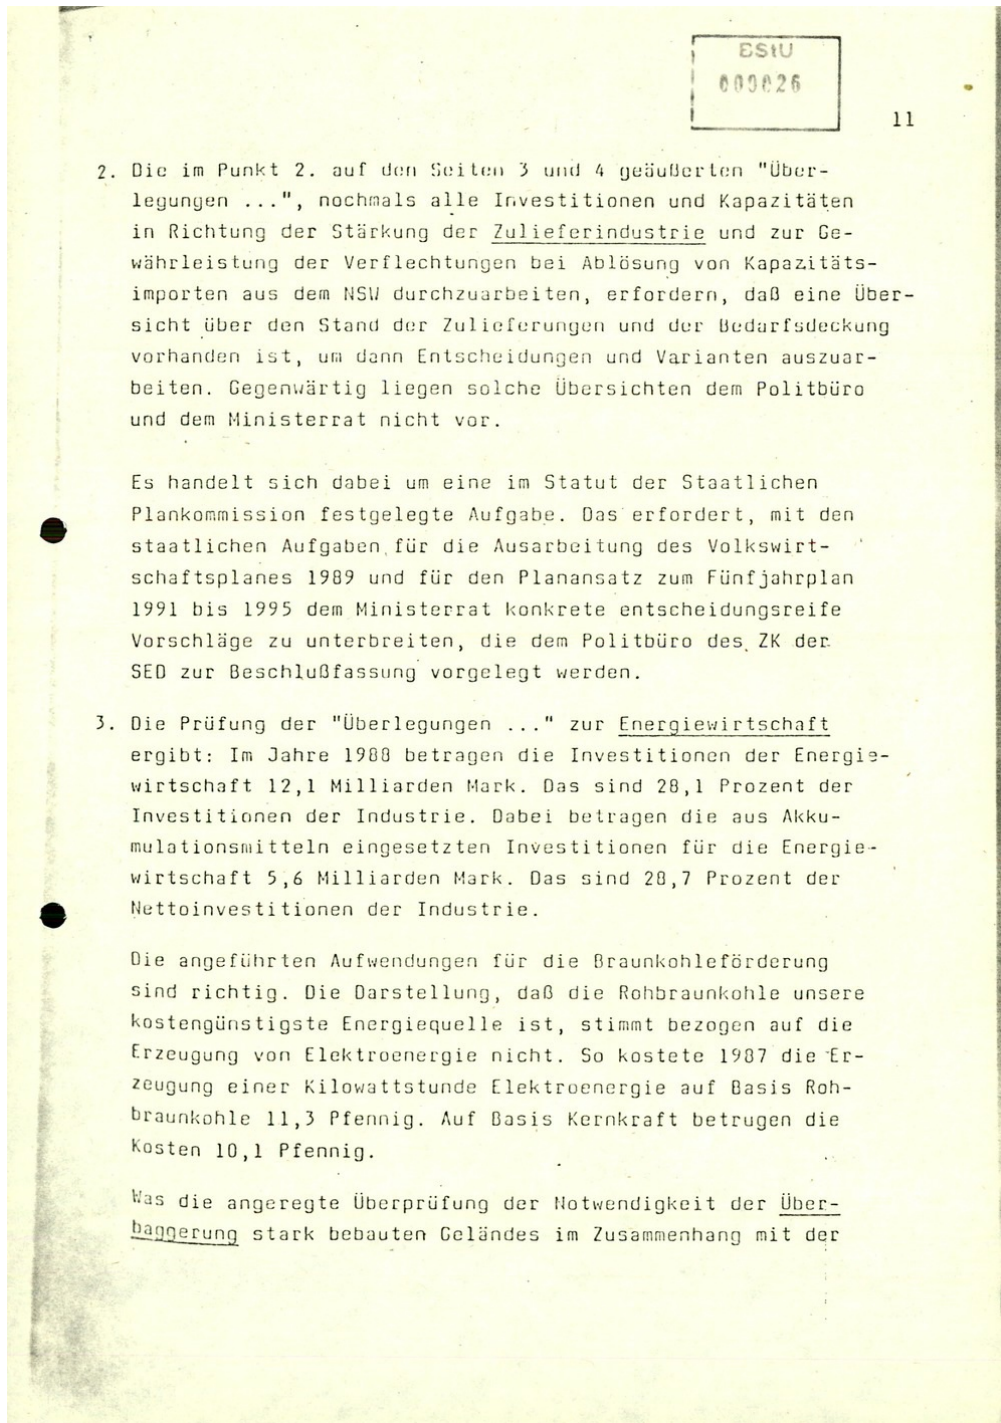 BStU
000026
11
2. Die im Punkt 2. auf den Seiten 3 und 4 geäußerten "Über-
legungen ...", nochmals alle Investitionen und Kapazitäten
in Richtung der Stärkung der Zulieferindustrie und zur Ge-
währleistung der Verflechtungen bei Ablösung von Kapazitäts-
importen aus dem NSW durchzuarbeiten, erfordern, daß eine Über-
sicht über den Stand der Zulieferungen und der Bedarfsdeckung
vorhanden ist, um dann Entscheidungen und Varianten auszuar-
beiten. Gegenwärtig liegen solche Übersichten dem Politbüro
und dem Ministerrat nicht vor.
Es handelt sich dabei um eine im Statut der Staatlichen
Plankommission festgelegte Aufgabe. Das erfordert, mit den
staatlichen Aufgaben für die Ausarbeitung des Volkswirt-
schaftsplanes 1989 und für den Planansatz zum Fünfjahrplan
1991 bis 1995 dem Ministerrat konkrete entscheidungsreife
Vorschläge zu unterbreiten, die dem Politbüro des ZK der
SED zur Beschlußfassung vorgelegt werden.
3. Die Prüfung der "Überlegungen ..." zur Energiewirtschaft
ergibt: Im Jahre 1988 betragen die Investitionen der Energie-
wirtschaft 12,1 Milliarden Mark. Das sind 28,1 Prozent der
Investitionen der Industrie. Dabei betragen die aus Akku-
mulationsmitteln eingesetzten Investitionen für die Energie-
wirtschaft 5,6 Milliarden Mark. Das sind 28,7 Prozent der
Nettoinvestitionen der Industrie.
Die angeführten Aufwendungen für die Braunkohleförderung
sind richtig. Die Darstellung, daß die Rohbraunkohle unsere
kostengünstigste Energiequelle ist, stimmt bezogen auf die
Erzeugung von Elektroenergie nicht. So kostete 1987 die Er-
zeugung einer Kilowattstunde Elektroenergie auf Basis Roh-
braunkohle 11,3 Pfennig. Auf Basis Kernkraft betrugen die
Kosten 10,1 Pfennig.
Was die angeregte Überprüfung der Notwendigkeit der Über-
baggerung stark bebauten Geländes im Zusammenhang mit der